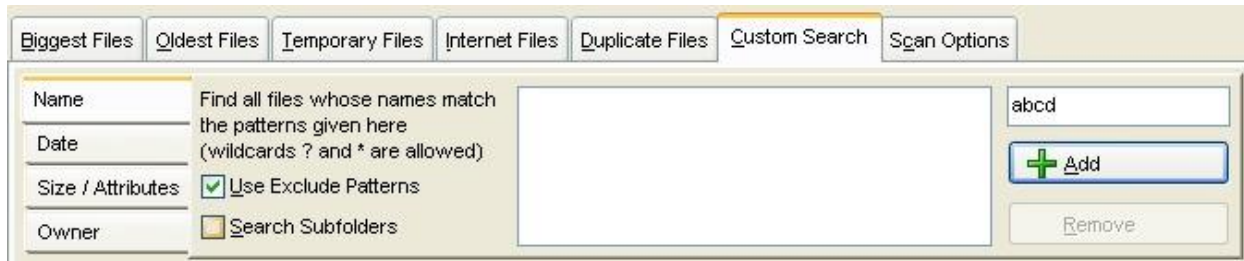 Biggest Files Oldest Files Temporary Files Internet Files Duplicate Files Custom Search Scan Options
Name
Date
Size / Attributes
Owner
Find all files whose names match
the patterns given here
(wildcards ? and * are allowed)
Use Exclude Patterns
Search Subfolders
abcd
Add
Remove